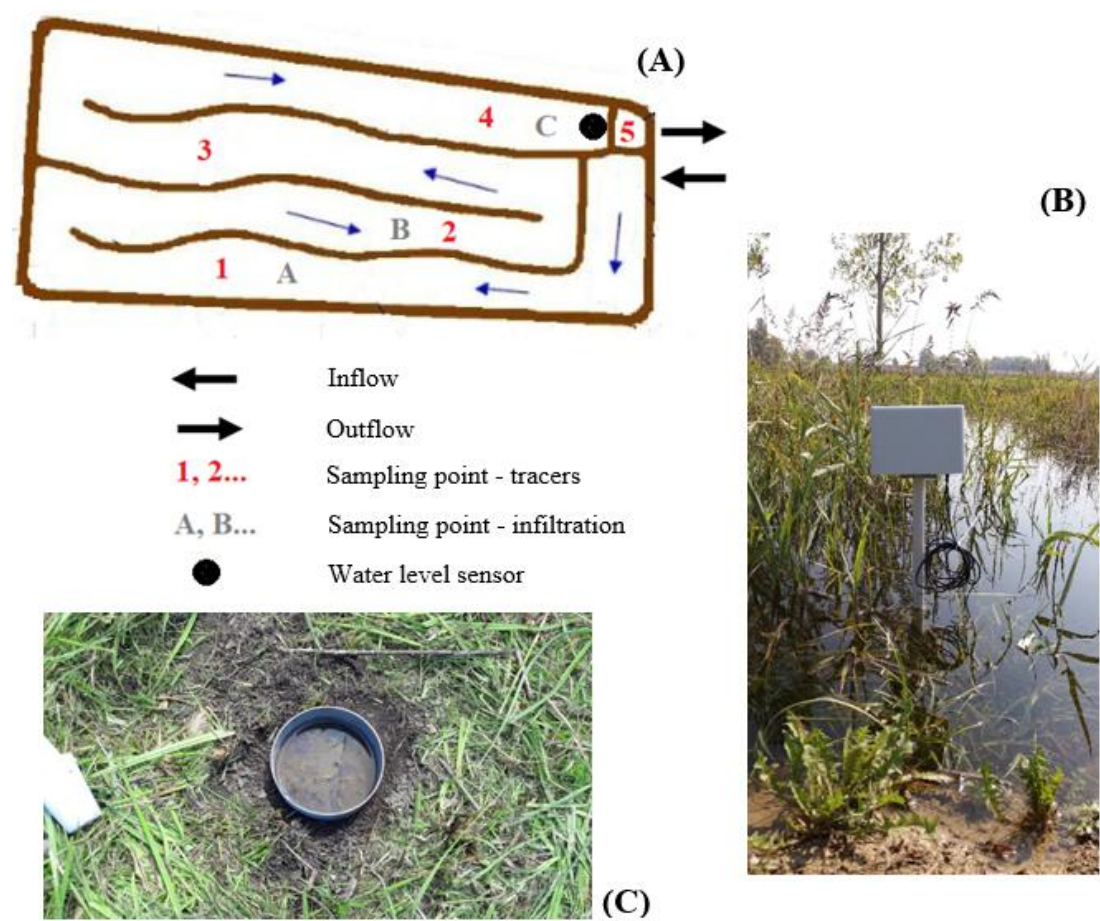 (A)
4
C
5
3
(B)
B
2
1
A
Inflow
Outflow
1, 2... Sampling point - tracers
A, B... Sampling point - infiltration
Water level sensor
(C)